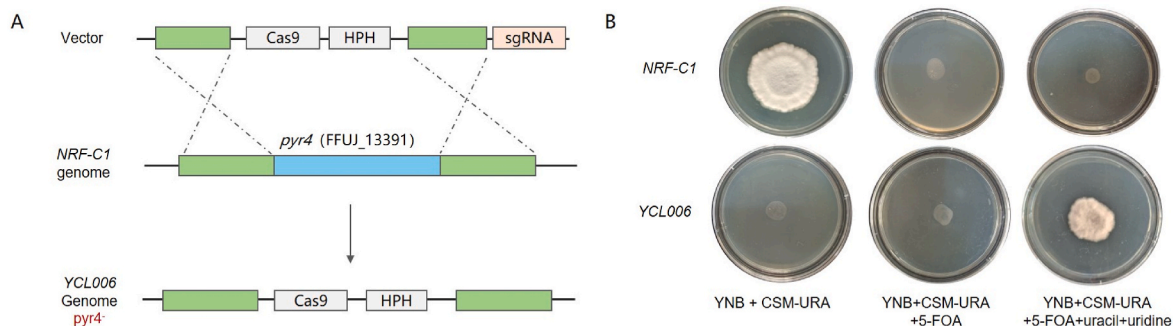 A
Vector
Cas9
HPH
sgRNA
pyr4 (FFUJ_13391)
NRF-C1
genome
YCL006
Genome
pyr4-
Cas9
HPH
B
NRF-C1
YCL006
YNB + CSM-URA
YNB+CSM-URA
+5-FOA
YNB+CSM-URA
+5-FOA+uracil+uridine